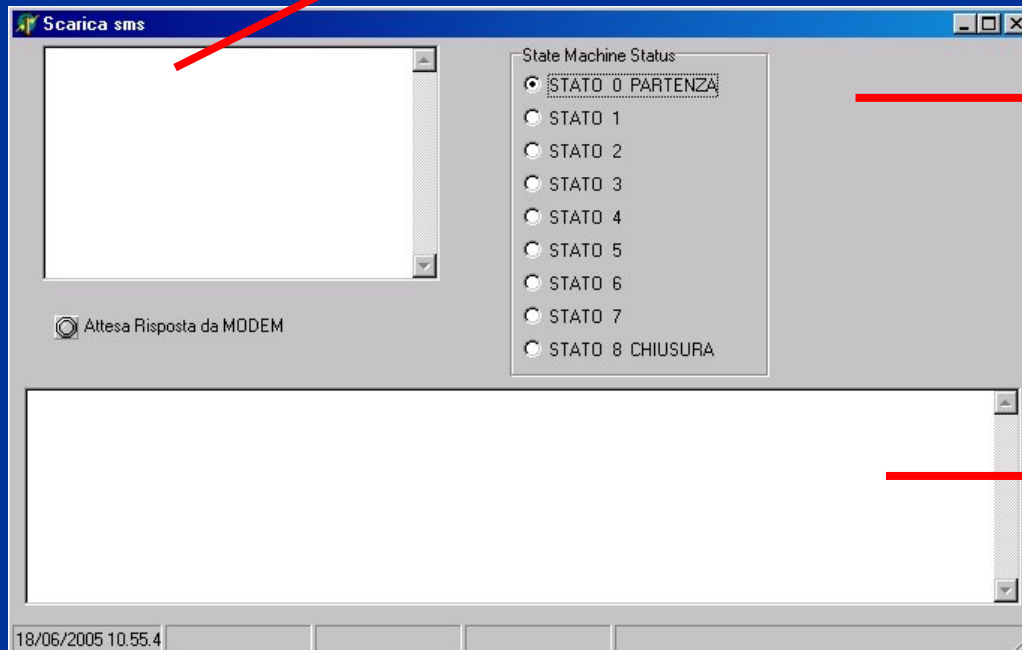 Scarica sms
State Machine Status
STATO 0 PARTENZA
STATO 1
STATO 2
STATO 3
STATO 4
STATO 5
STATO 6
STATO 7
STATO 8 CHIUSURA
Attesa Risposta da MODEM
18/06/2005 10.55.4